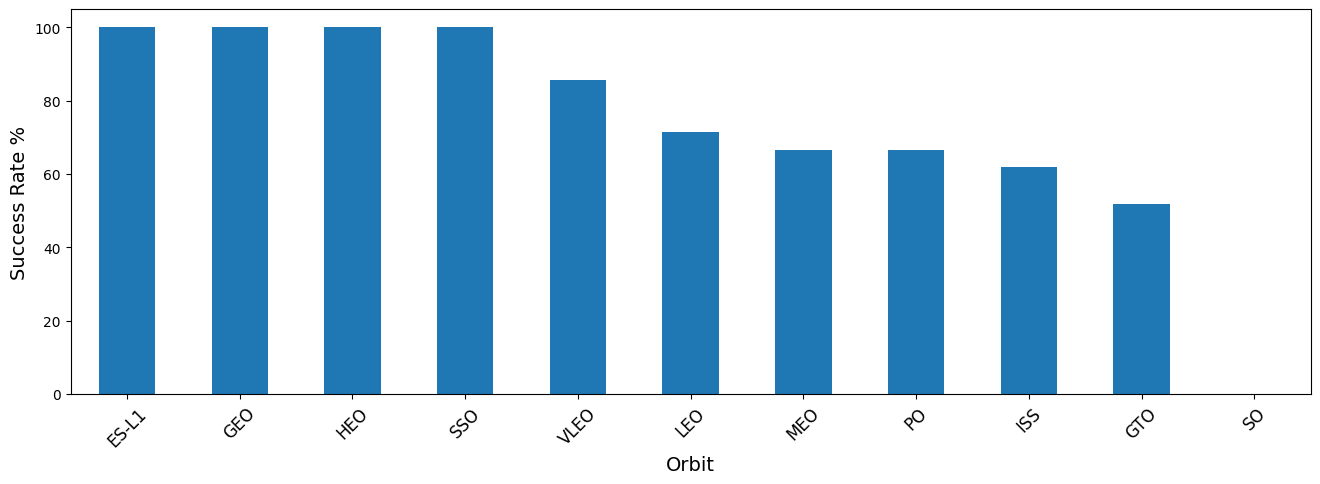 100
80
60
40
20
0
Success Rate %
ES-L1 GEO HEO SSO VLEO LEO MEO PO ISS GTO SO
Orbit